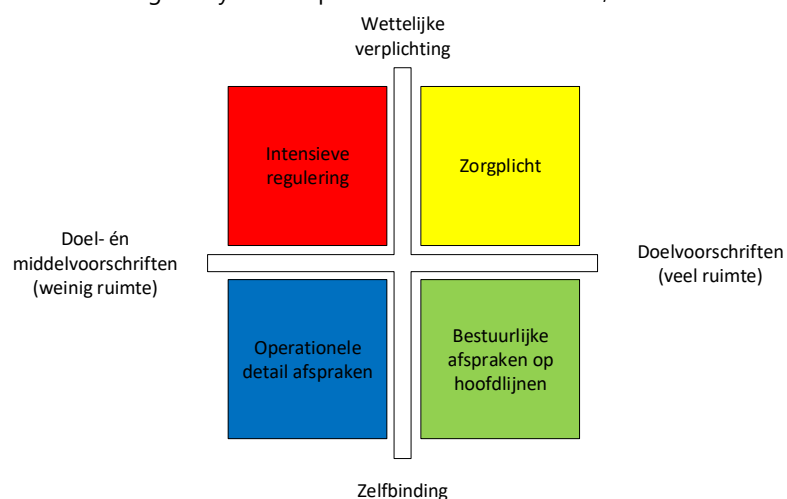 Wettelijke
verplichting
Intensieve
regulering
Zorgplicht
Doel- én
middelvoorschriften
(weinig ruimte)
Doelvoorschriften
(veel ruimte)
Operationele
detail afspraken
Bestuurlijke
afspraken op
hoofdlijnen
Zelfbinding